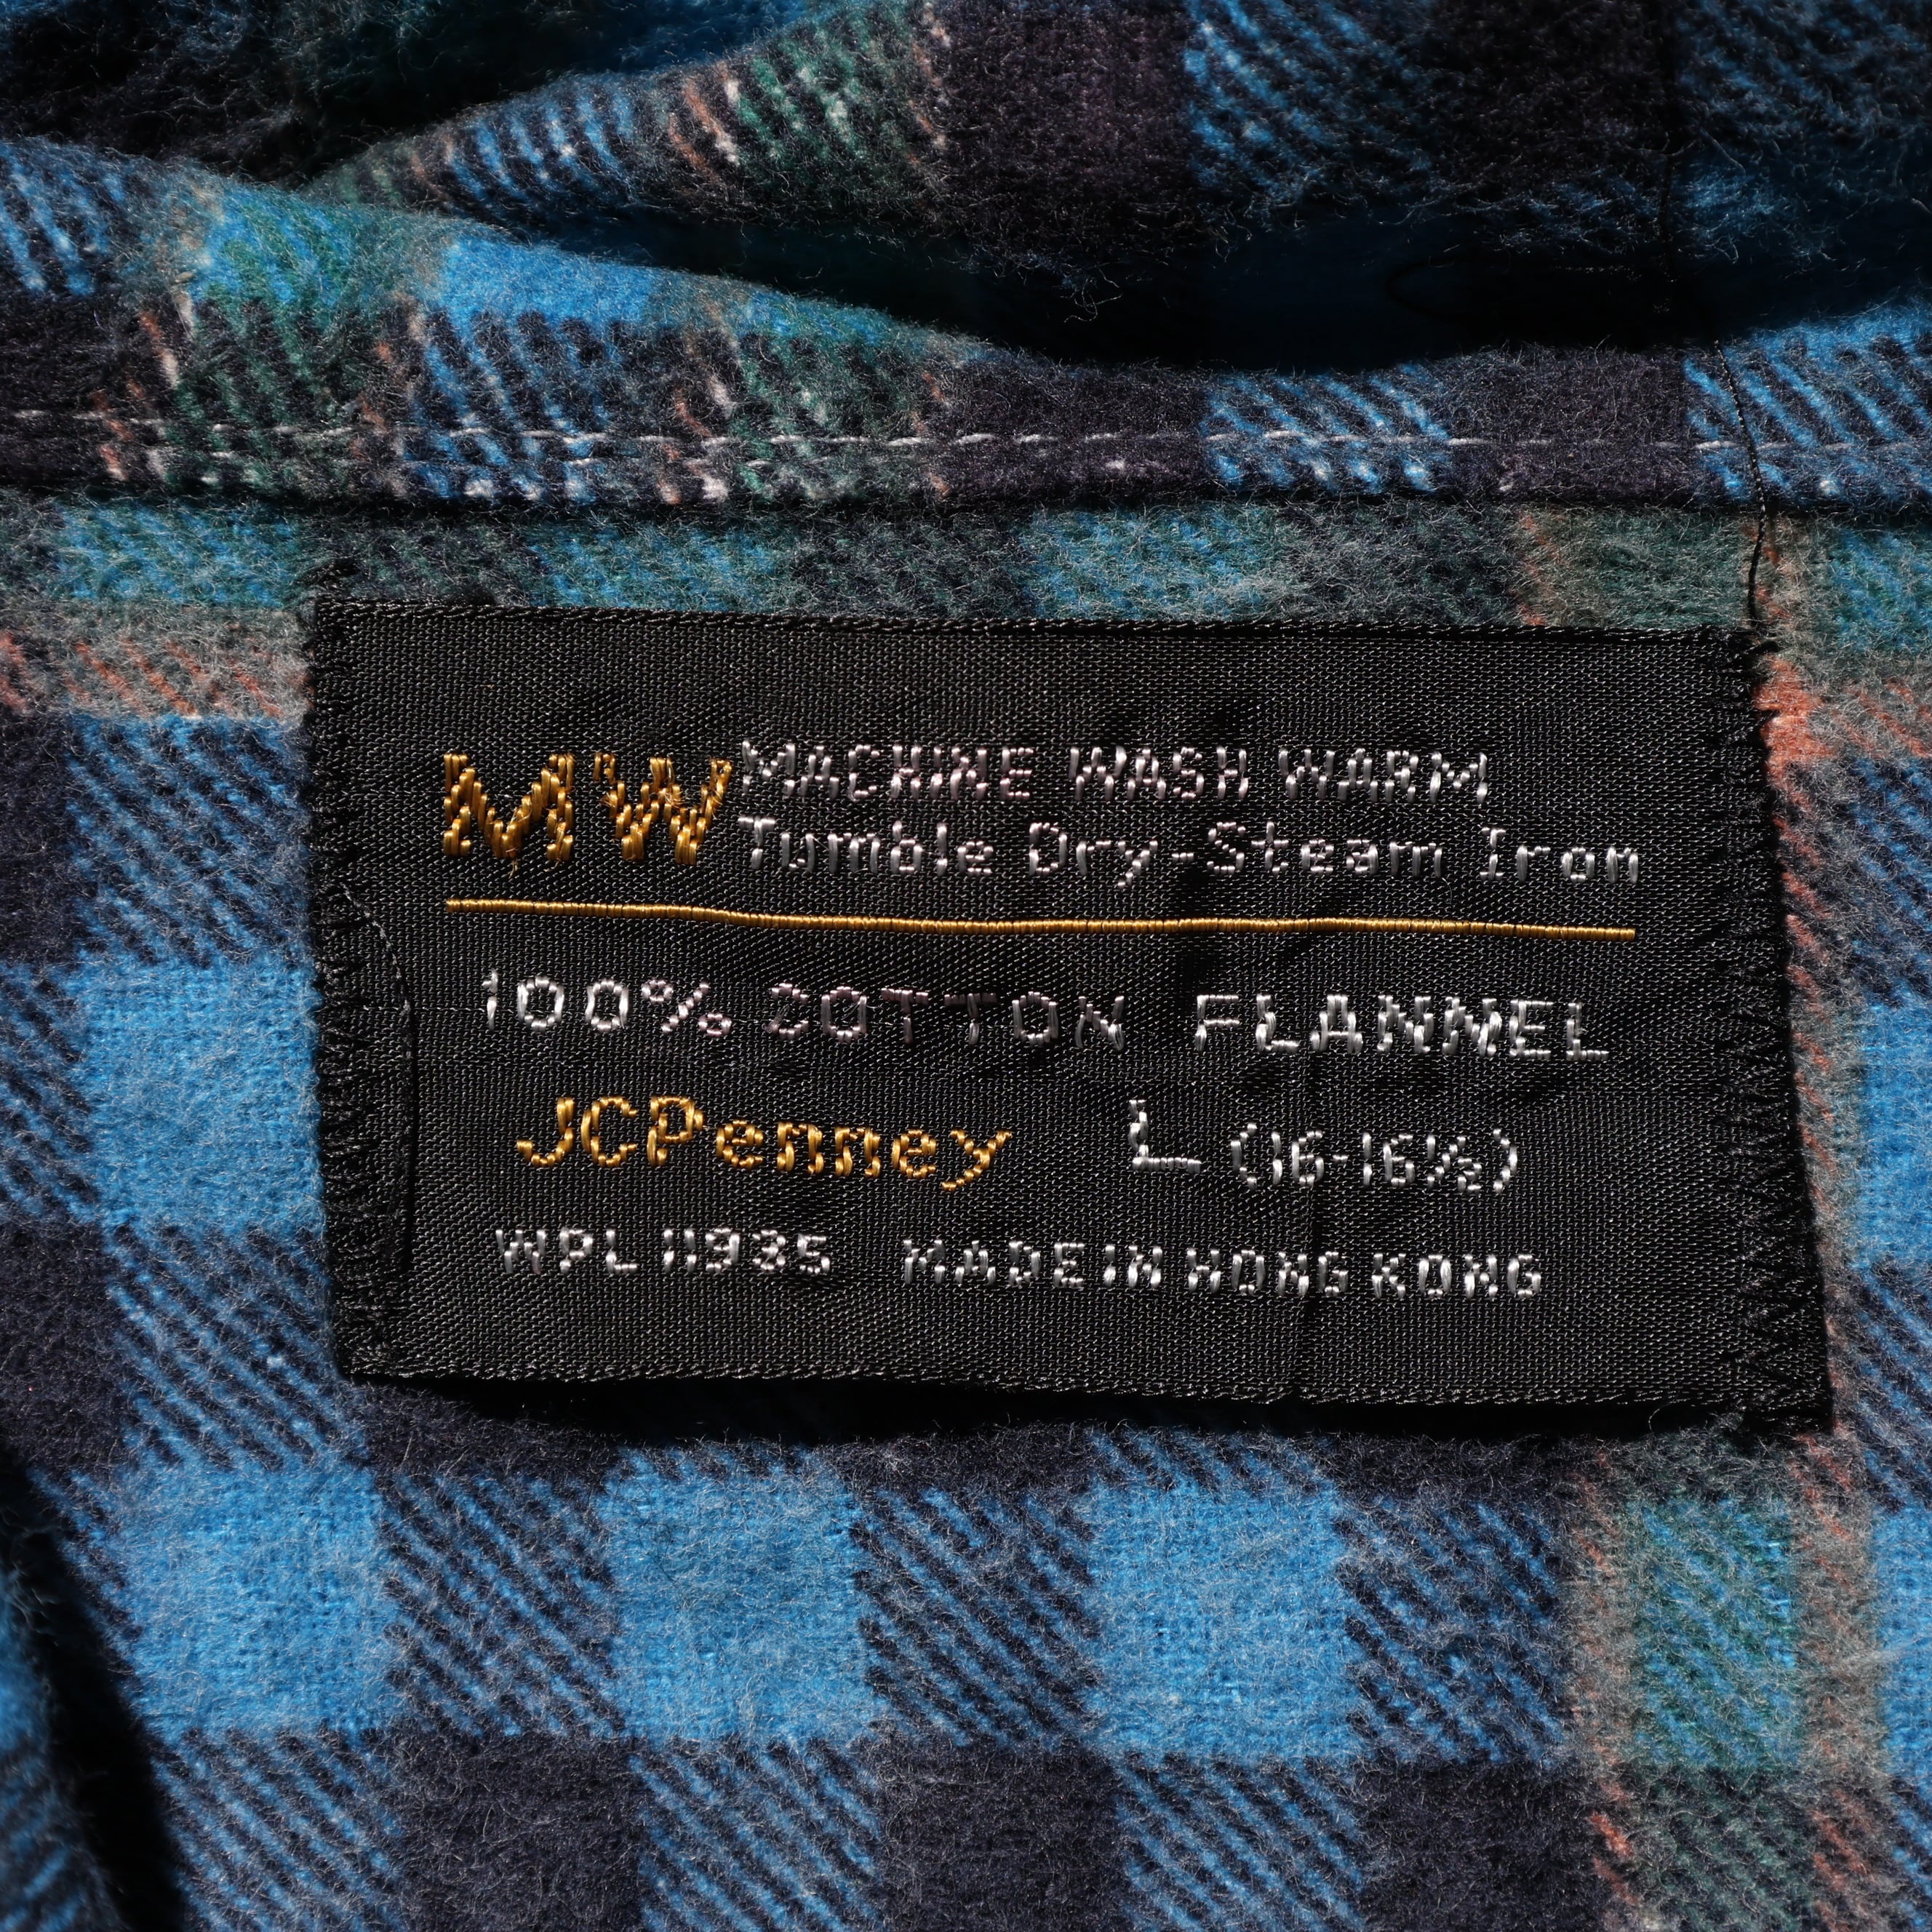 MW MACHINE WASH WARM
Tumble Dry-Steam Iron
100% COTTON FLANNEL
JCPenney L (16-16½)
WPL 11935 MADE IN HONG KONG